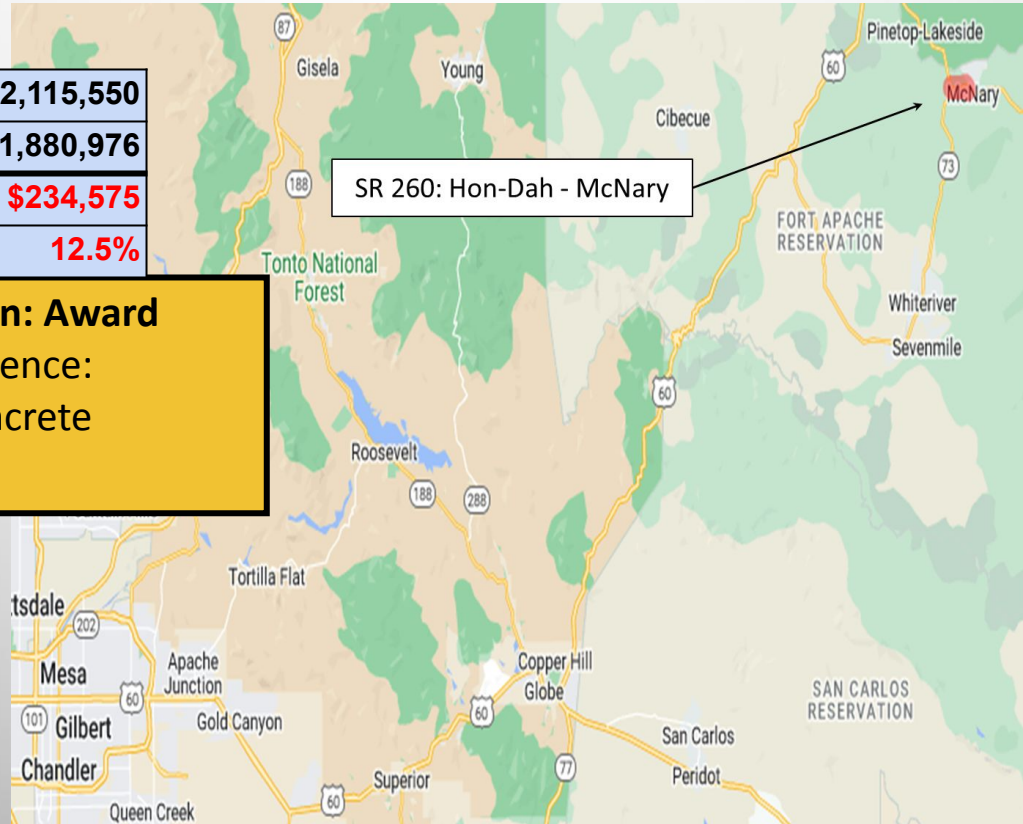 2,115,550
1,880,976
$234,575
12.5%
n: Award
ence:
crete
SR 260: Hon-Dah - McNary
87
Gisela
Young
60
Pinetop-Lakeside
McNary
Cibecue
73
188
FORT APACHE
RESERVATION
Tonto National
Forest
Whiteriver
Sevenmile
60
Roosevelt
188
288
Tortilla Flat
tsdale
202
Mesa
Apache
Junction
60
101
Gilbert
Gold Canyon
Chandler
Queen Creek
Superior
60
60
Copper Hill
Globe
77
San Carlos
Peridot
SAN CARLOS
RESERVATION